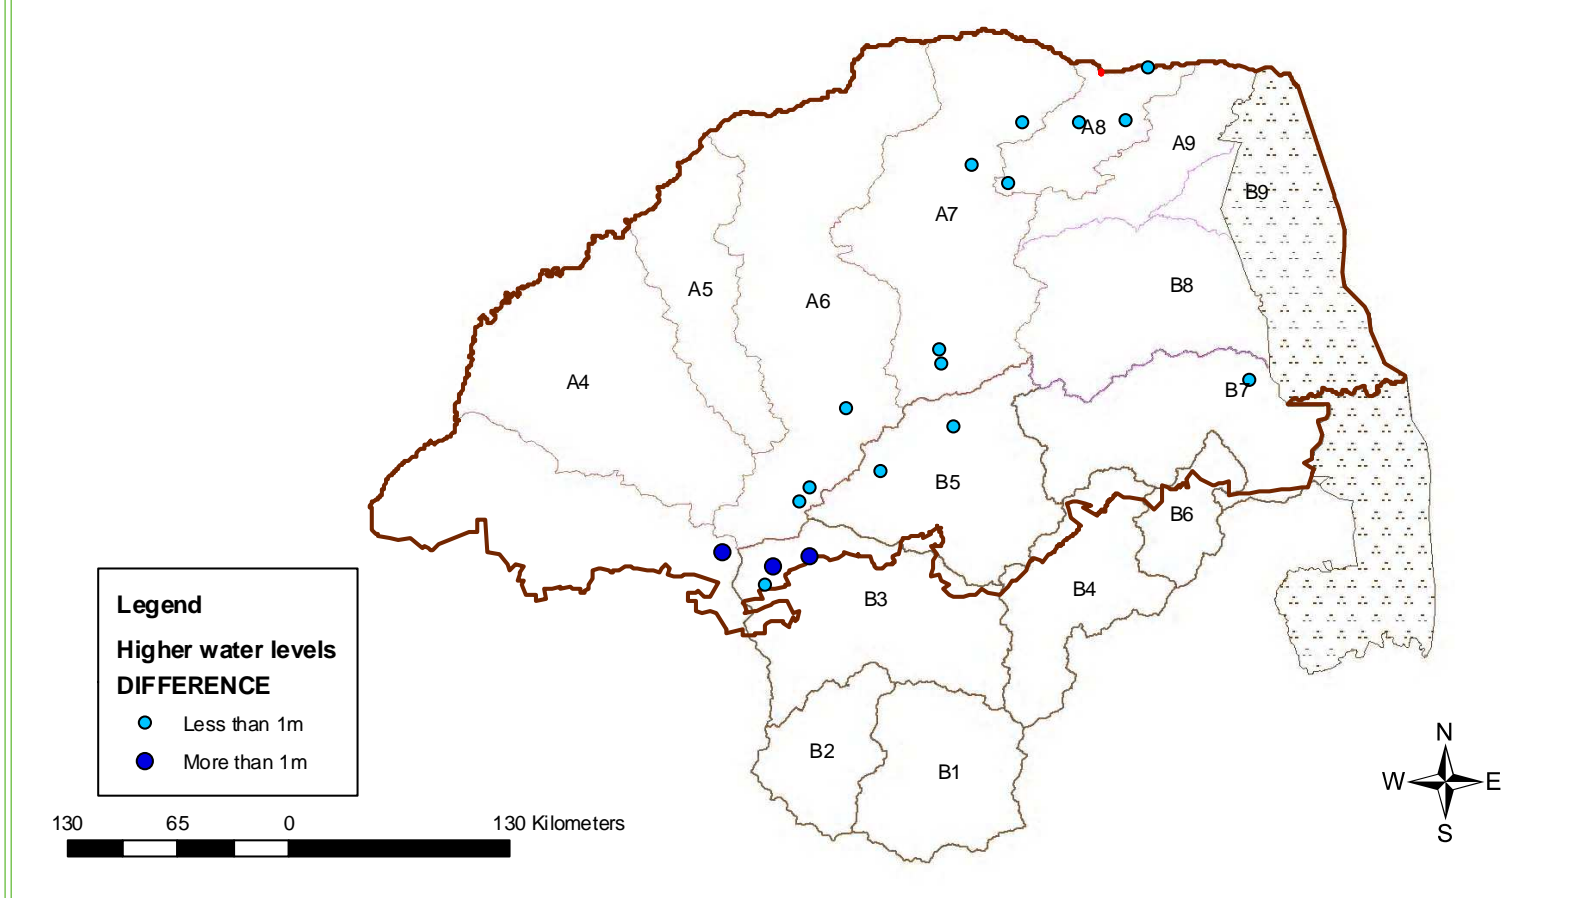 A8
A9
B9
A7
A5
A6
B8
A4
B7
B5
B6
B4
B3
B2
B1
Legend
Higher water levels
DIFFERENCE
Less than 1m
More than 1m
130 65 0 130 Kilometers
N
W E
S